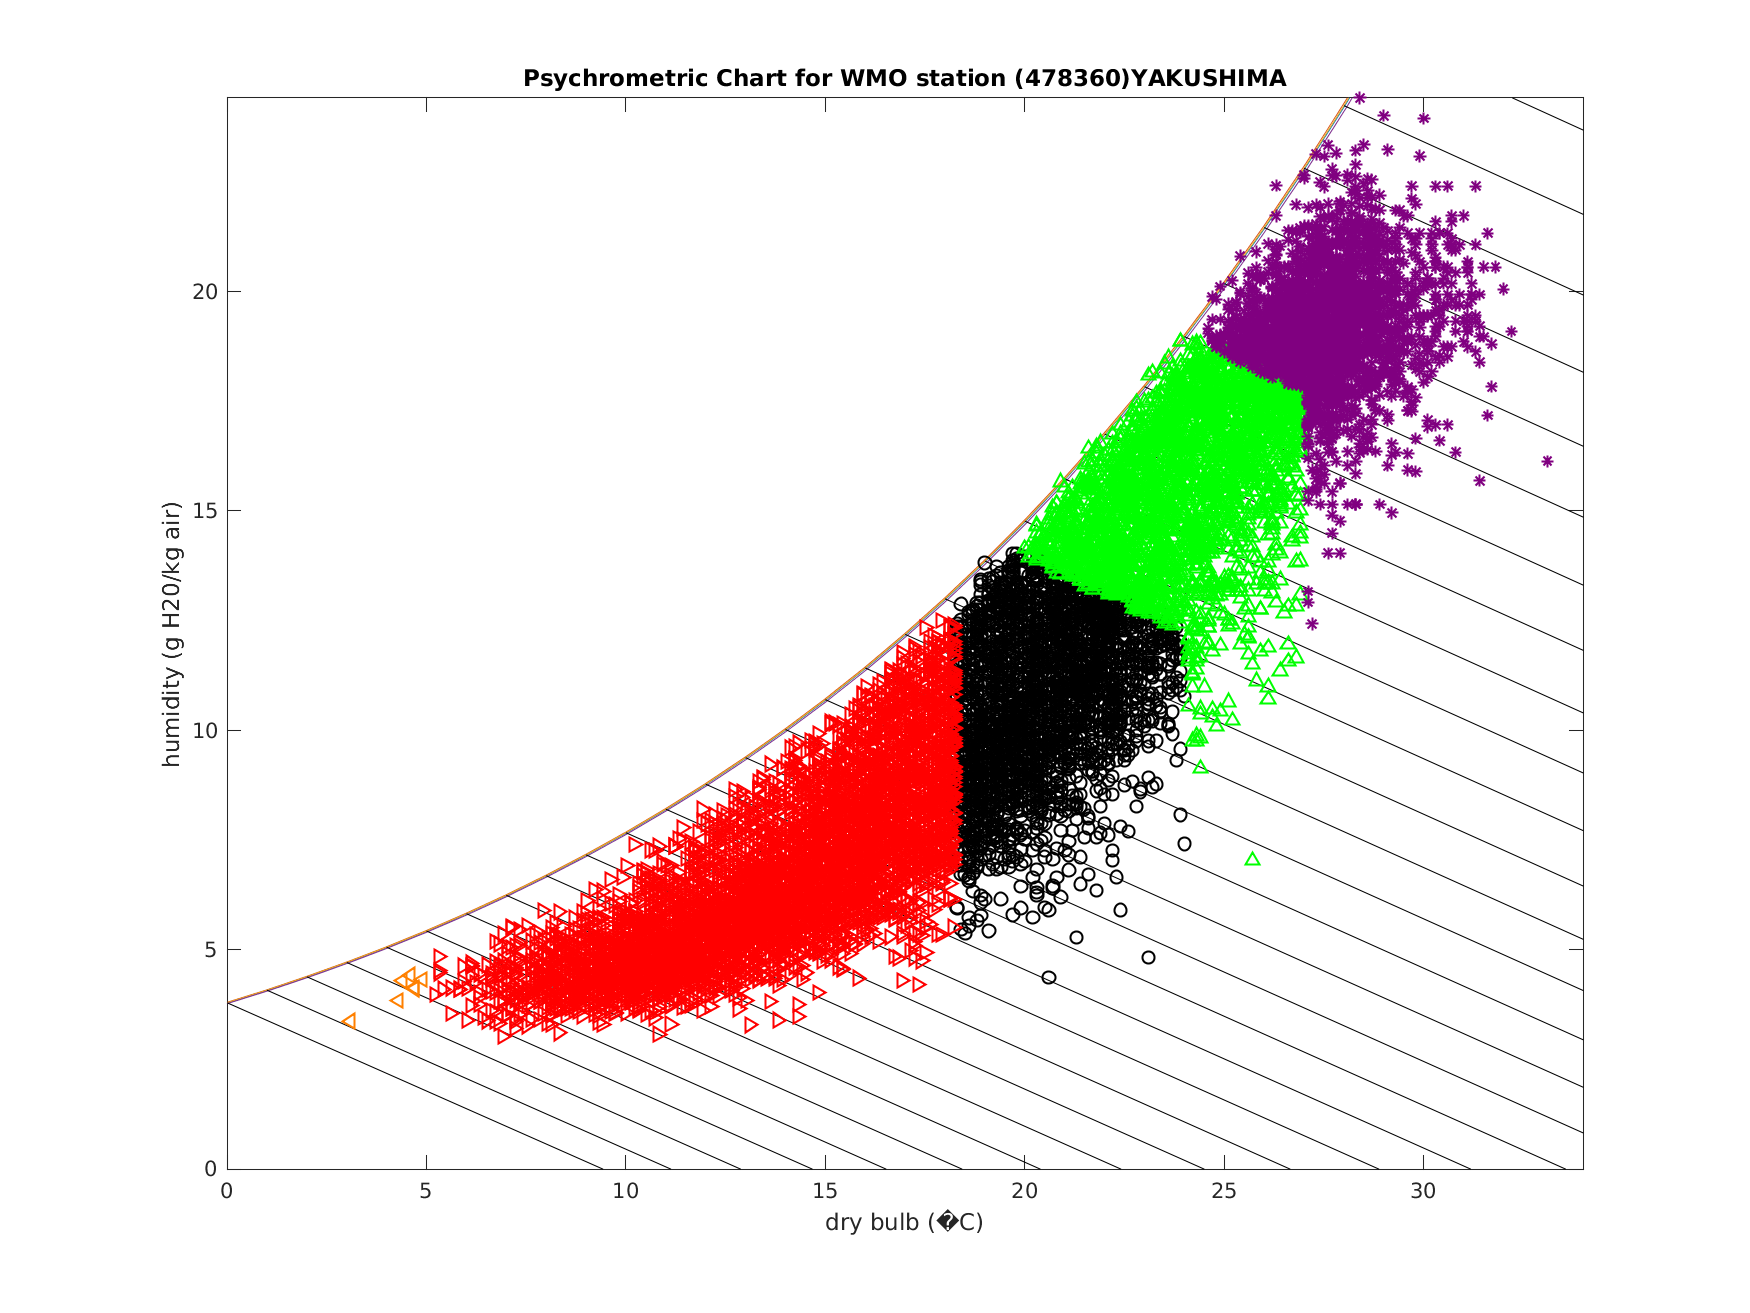 Psychrometric Chart for WMO station (478360)YAKUSHIMA
humidity (g H20/kg air)
20
15
10
5
0
0 5 10 15 20 25 30
dry bulb (�C)